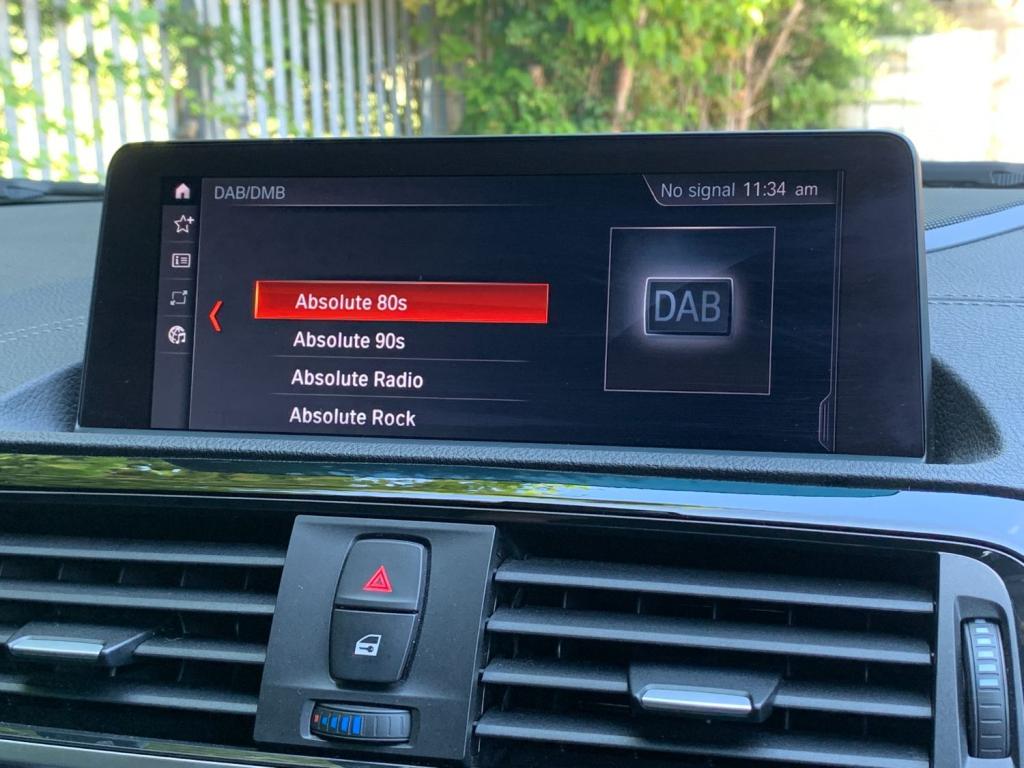 DAB/DMB
No signal 11:34 am
Absolute 80s
Absolute 90s
Absolute Radio
Absolute Rock
DAB